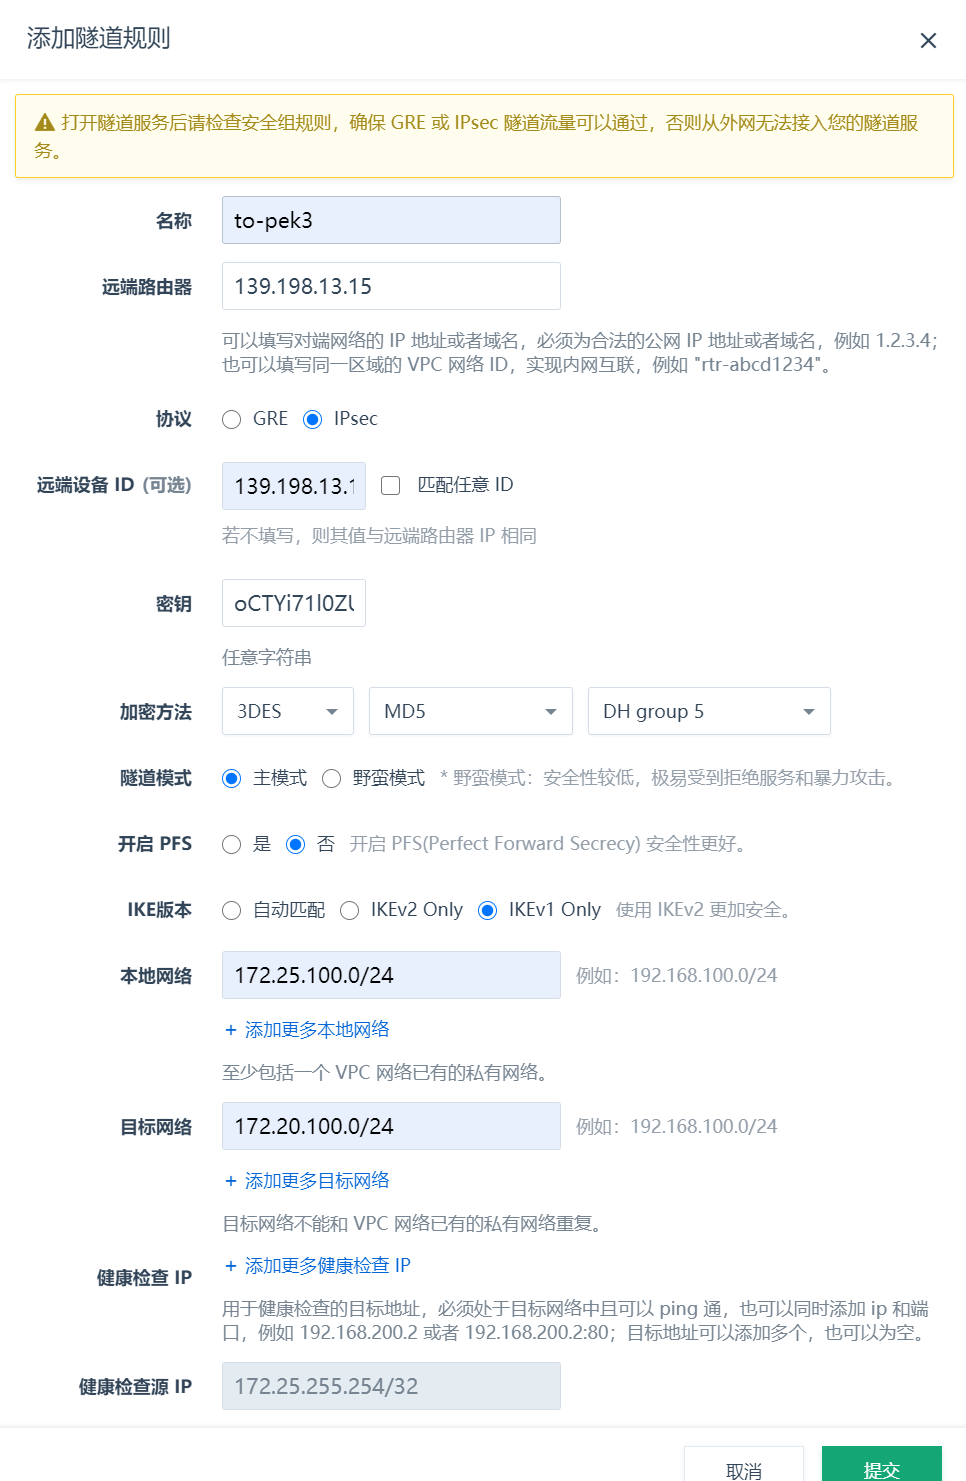 添加隧道规则
打开隧道服务后请检查安全组规则，确保 GRE 或 IPsec 隧道流量可以通过，否则从外网无法接入您的隧道服
务。
名称 to-pek3
远端路由器 139.198.13.15
可以填写对端网络的 IP 地址或者域名，必须为合法的公网 IP 地址或者域名，例如 1.2.3.4；
也可以填写同一区域的 VPC 网络 ID，实现内网互联，例如 "rtr-abcd1234"。
协议 GRE IPsec
远端设备 ID (可选) 139.198.13.1 匹配任意 ID
若不填写，则其值与远端路由器 IP 相同
密钥 oCTYi71l0ZU
任意字符串
加密方法 3DES MD5 DH group 5
隧道模式 主模式 野蛮模式 * 野蛮模式：安全性较低，极易受到拒绝服务和暴力攻击。
开启 PFS 是 否 开启 PFS(Perfect Forward Secrecy) 安全性更好。
IKE版本 自动匹配 IKEv2 Only IKEv1 Only 使用 IKEv2 更加安全。
本地网络 172.25.100.0/24 例如：192.168.100.0/24
+ 添加更多本地网络
至少包括一个 VPC 网络已有的私有网络。
目标网络 172.20.100.0/24 例如：192.168.100.0/24
+ 添加更多目标网络
目标网络不能和 VPC 网络已有的私有网络重复。
健康检查 IP + 添加更多健康检查 IP
用于健康检查的目标地址，必须处于目标网络中且可以 ping 通，也可以同时添加 ip 和端
口，例如 192.168.200.2 或者 192.168.200.2:80；目标地址可以添加多个，也可以为空。
健康检查源 IP 172.25.255.254/32
取消 提交